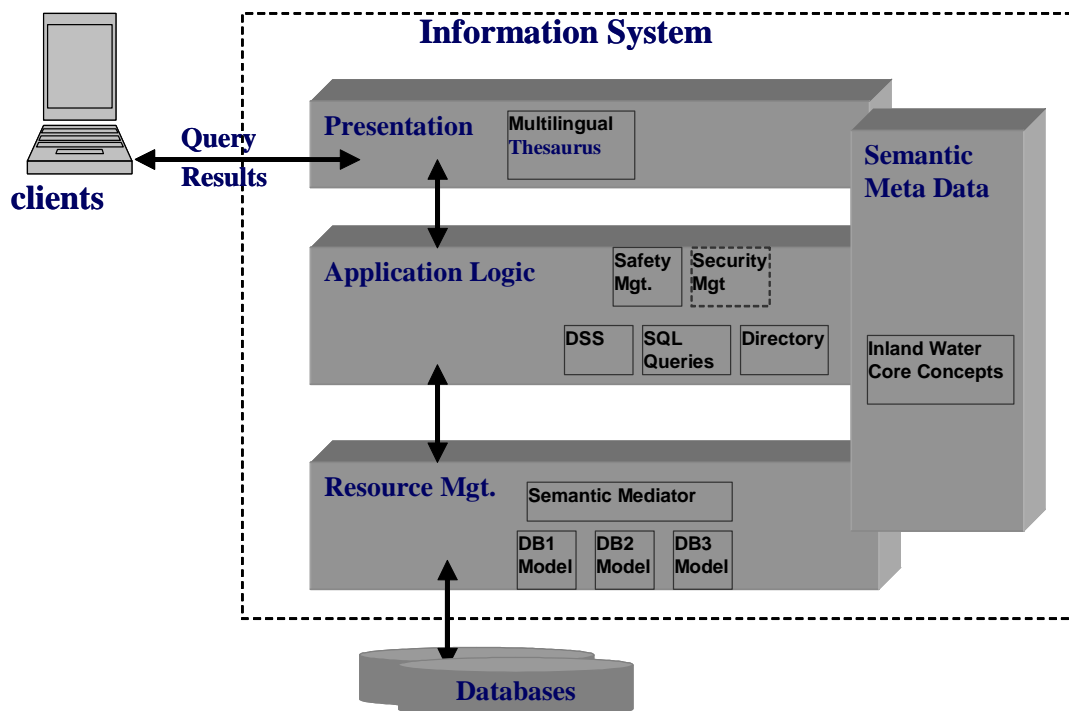 Information System
Presentation
Multilingual
Thesaurus
Query
Results
clients
Semantic
Meta Data
Application Logic
Safety
Mgt.
Security
Mgt
DSS
SQL
Queries
Directory
Inland Water
Core Concepts
Resource Mgt.
Semantic Mediator
DB1
Model
DB2
Model
DB3
Model
Databases